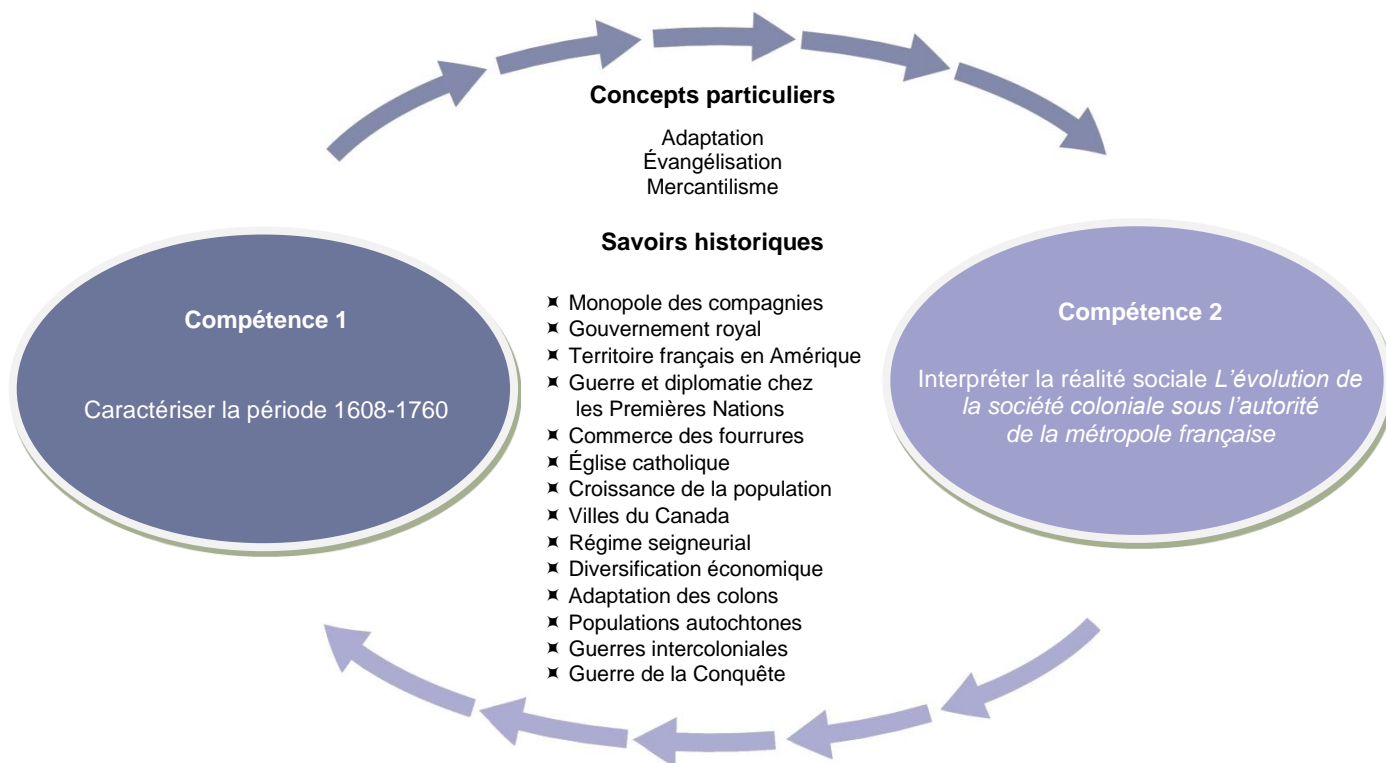 Concepts particuliers
Adaptation
Évangélisation
Mercantilisme
Savoirs historiques
Monopole des compagnies
Gouvernement royal
Territoire français en Amérique
Guerre et diplomatie chez
les Premières Nations
Commerce des fourrures
Église catholique
Croissance de la population
Villes du Canada
Régime seigneurial
Diversification économique
Adaptation des colons
Populations autochtones
Guerres intercoloniales
Guerre de la Conquête
Compétence 1
Caractériser la période 1608-1760
Compétence 2
Interpréter la réalité sociale L'évolution de
la société coloniale sous l'autorité
de la métropole française